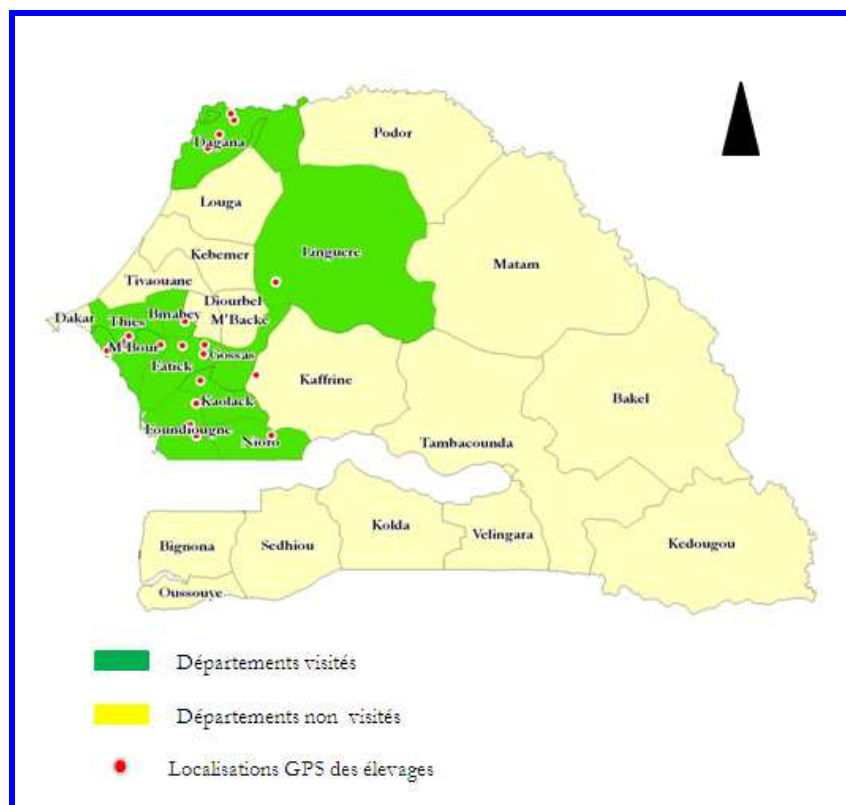 Podor
Dagana
Louga
Linguere
Kebemer
Matam
Tivaouane
Diourbel
Dakar
Thies
Bmabey
M'Backé
M'Bour
Gossas
Fatick
Kaffrine
Kaolack
Bakel
Foundiougne
Nioro
Tambacounda
Kolda
Velingara
Bignona
Sedhiou
Kedougou
Oussouye
Départements visités
Départements non visités
Localisations GPS des élevages